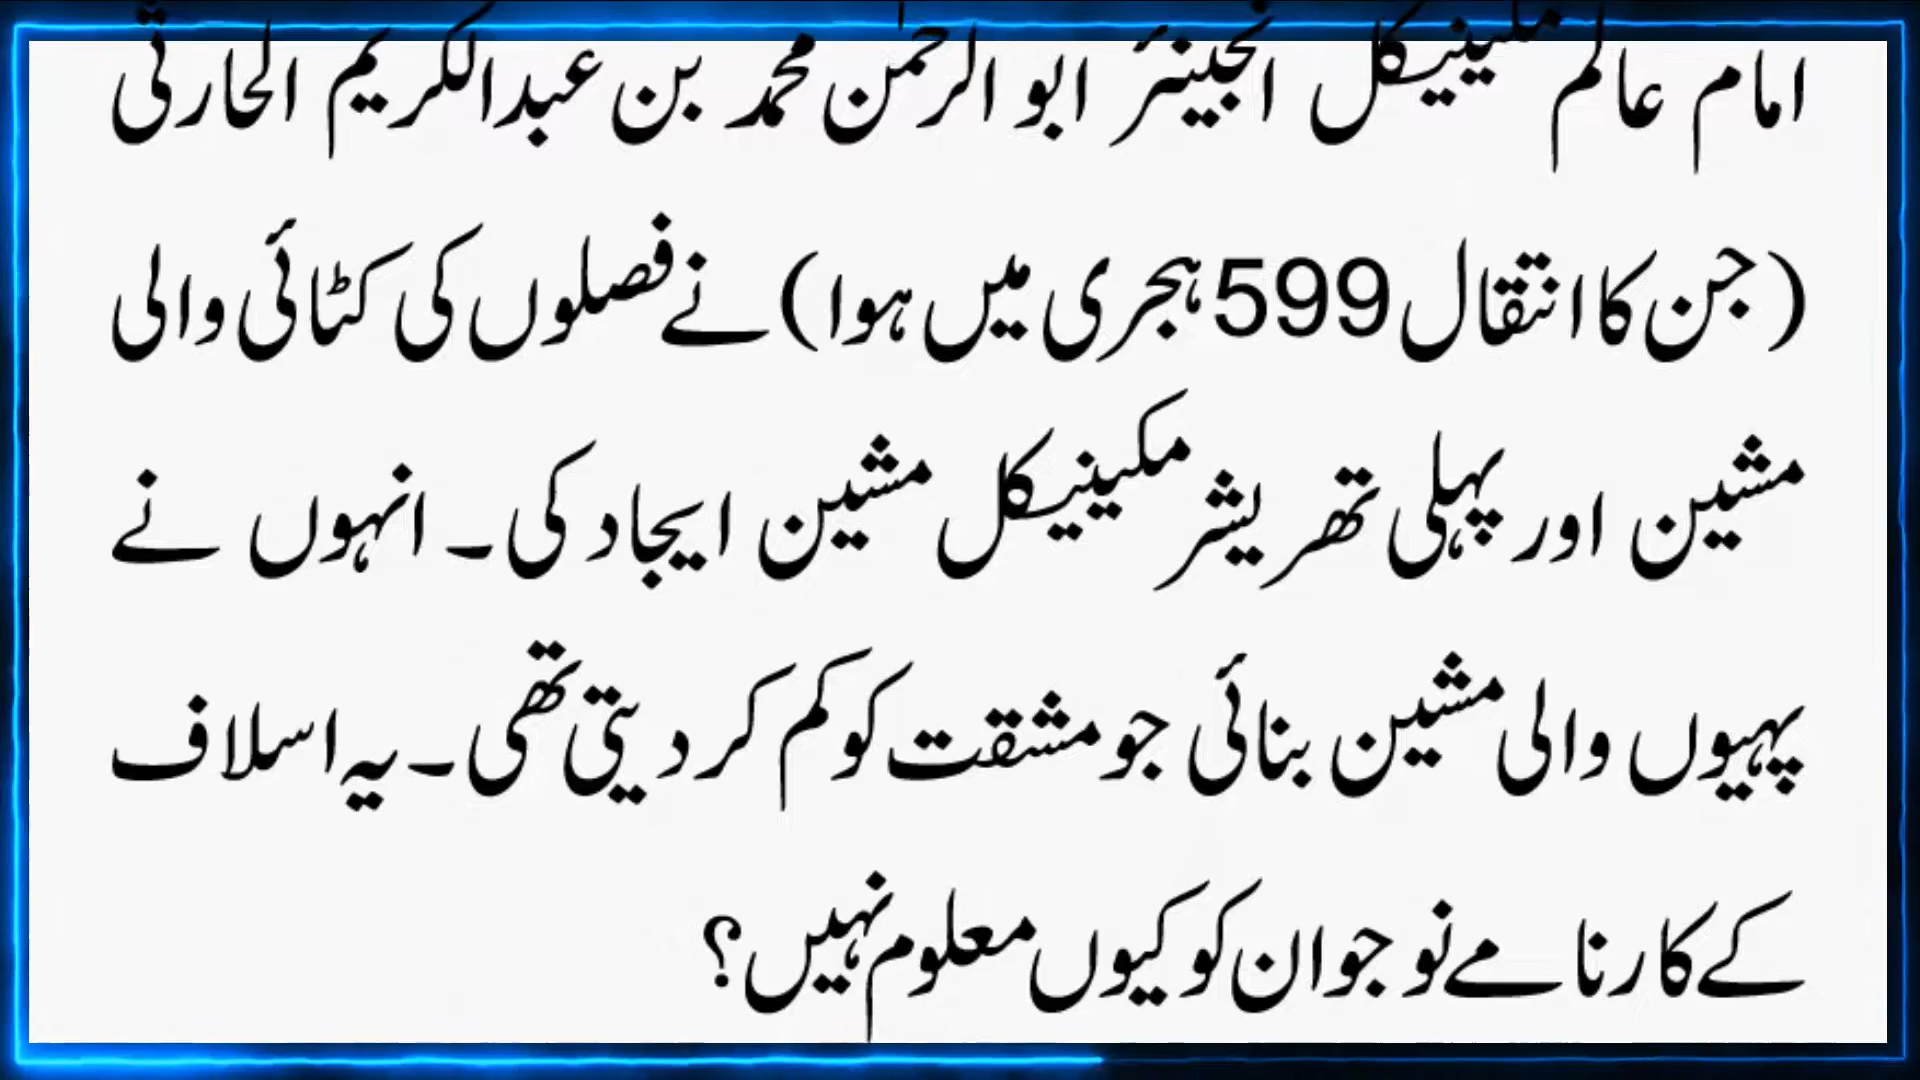 امام عالم مکینیکل انجینئر ابو الرحمٰن محمد بن عبدالکریم الحارثی
(جن کا انتقال 599 ہجری میں ہوا) نے فصلوں کی کٹائی والی
مشین اور پہلی تھریشر مکینیکل مشین ایجاد کی۔ انہوں نے
پہیوں والی مشین بنائی جو مشقت کو کم کر دیتی تھی۔ یہ اسلاف
کے کارنامے نوجوان کو کیوں معلوم نہیں؟